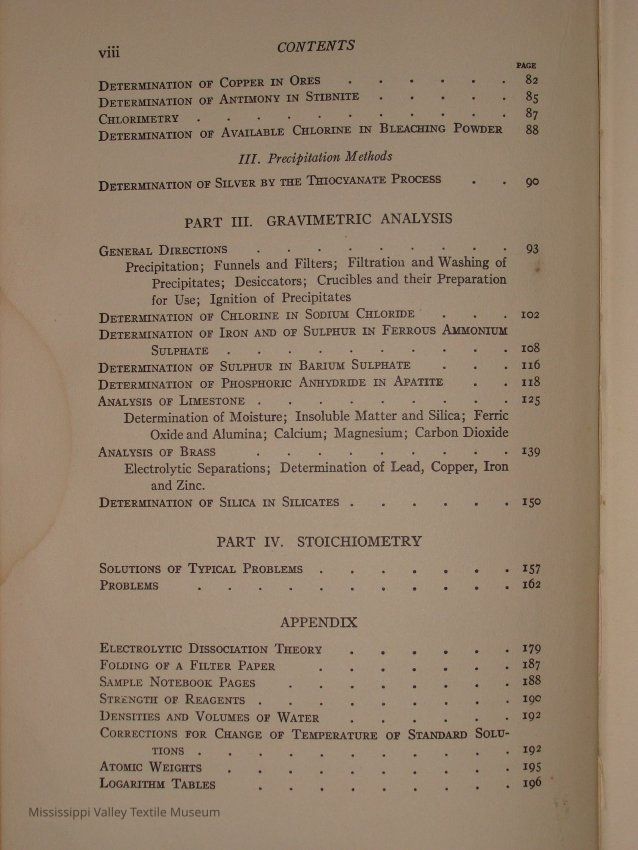 viii CONTENTS
PAGE
DETERMINATION OF COPPER IN ORES . . . . . . 82
DETERMINATION OF ANTIMONY IN STIBNITE . . . . . 85
CHLORIMETRY . . . . . . . . . . . 87
DETERMINATION OF AVAILABLE CHLORINE IN BLEACHING POWDER 88
III. Precipitation Methods
DETERMINATION OF SILVER BY THE THIOCYANATE PROCESS . . 90
PART III. GRAVIMETRIC ANALYSIS
GENERAL DIRECTIONS . . . . . . . . . 93
Precipitation; Funnels and Filters; Filtration and Washing of
Precipitates; Desiccators; Crucibles and their Preparation
for Use; Ignition of Precipitates
DETERMINATION OF CHLORINE IN SODIUM CHLORIDE . . . 102
DETERMINATION OF IRON AND OF SULPHUR IN FERROUS AMMONIUM
SULPHATE . . . . . . . . . . 108
DETERMINATION OF SULPHUR IN BARIUM SULPHATE . . . 116
DETERMINATION OF PHOSPHORIC ANHYDRIDE IN APATITE . . 118
ANALYSIS OF LIMESTONE . . . . . . . . . 125
Determination of Moisture; Insoluble Matter and Silica; Ferric
Oxide and Alumina; Calcium; Magnesium; Carbon Dioxide
ANALYSIS OF BRASS . . . . . . . . . 139
Electrolytic Separations; Determination of Lead, Copper, Iron
and Zinc.
DETERMINATION OF SILICA IN SILICATES . . . . . . 150
PART IV. STOICHIOMETRY
SOLUTIONS OF TYPICAL PROBLEMS . . . . . . . 157
PROBLEMS . . . . . . . . . . . 162
APPENDIX
ELECTROLYTIC DISSOCIATION THEORY . . . . . . 179
FOLDING OF A FILTER PAPER . . . . . . . 187
SAMPLE NOTEBOOK PAGES . . . . . . . . 188
STRENGTH OF REAGENTS . . . . . . . . . 190
DENSITIES AND VOLUMES OF WATER . . . . . . 192
CORRECTIONS FOR CHANGE OF TEMPERATURE OF STANDARD SOLU-
TIONS . . . . . . . . . . . 192
ATOMIC WEIGHTS . . . . . . . . . . 195
LOGARITHM TABLES . . . . . . . . . 196
Mississippi Valley Textile Museum